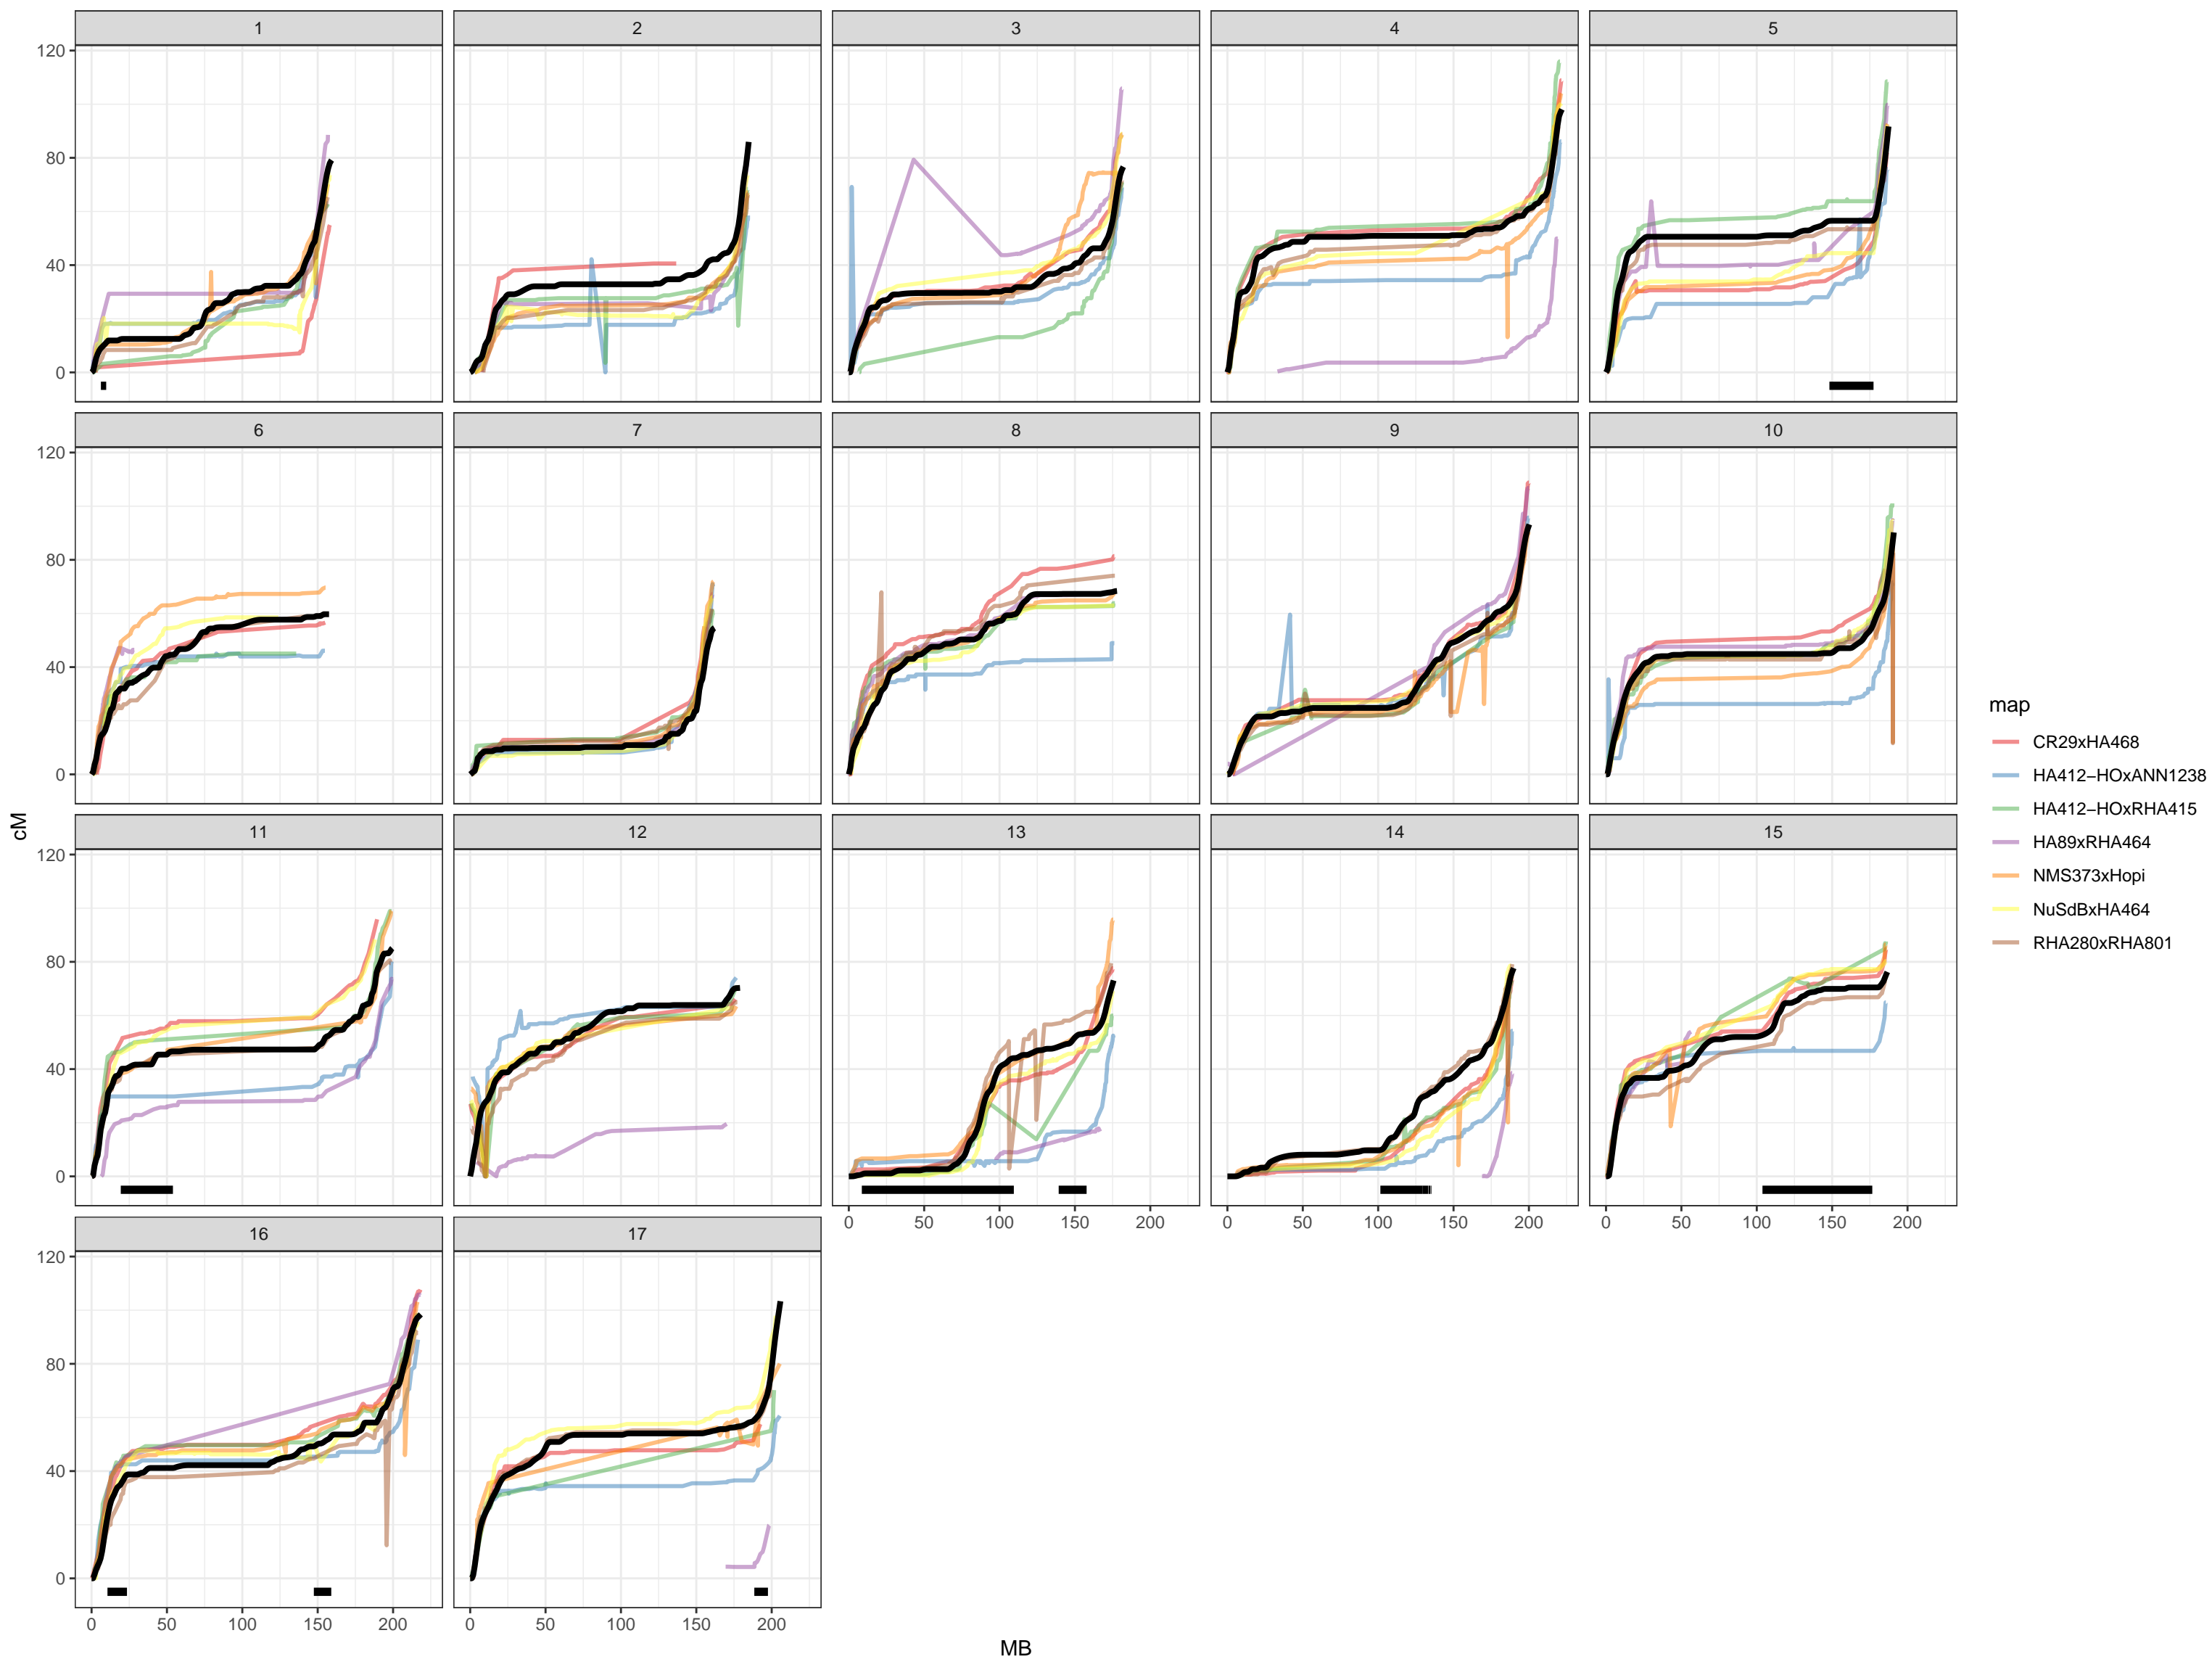 1 2 3 4 5
120
80
40
0
6 7 8 9 10
120
80
40
0
cM
11 12 13 14 15
120
80
40
0
0 50 100 150 200 0 50 100 150 200 0 50 100 150 200
16 17
120
80
40
0
0 50 100 150 200 0 50 100 150 200
MB
map
CR29xHA468
HA412−HOxANN1238
HA412−HOxRHA415
HA89xRHA464
NMS373xHopi
NuSdBxHA464
RHA280xRHA801